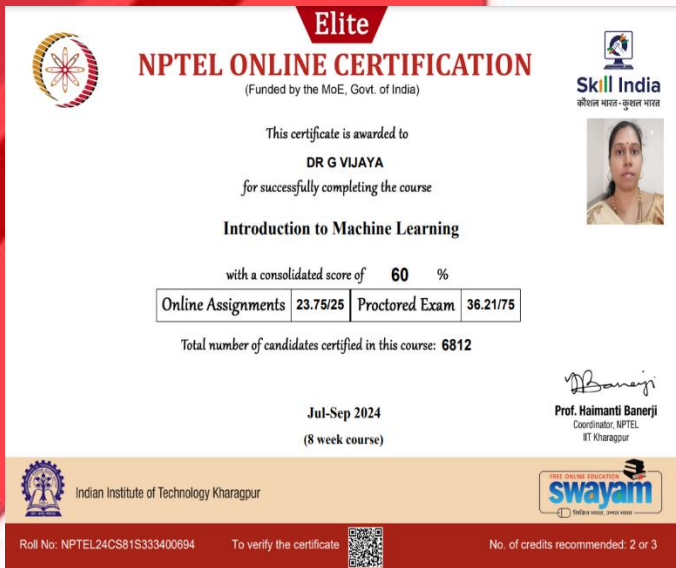 Elite
NPTEL ONLINE CERTIFICATION
(Funded by the MoE, Govt. of India)
Skill India
कौशल भारत - कुशल भारत
This certificate is awarded to
DR G VIJAYA
for successfully completing the course
Introduction to Machine Learning
with a consolidated score of 60 %
Online Assignments 23.75/25 Proctored Exam 36.21/75
Total number of candidates certified in this course: 6812
Jul-Sep 2024
(8 week course)
Prof. Haimanti Banerji
Coordinator, NPTEL
IIT Kharagpur
Indian Institute of Technology Kharagpur
FREE ONLINE EDUCATION
swayam
शिक्षित भारत, उन्नत भारत
Roll No: NPTEL24CS81S333400694 To verify the certificate No. of credits recommended: 2 or 3